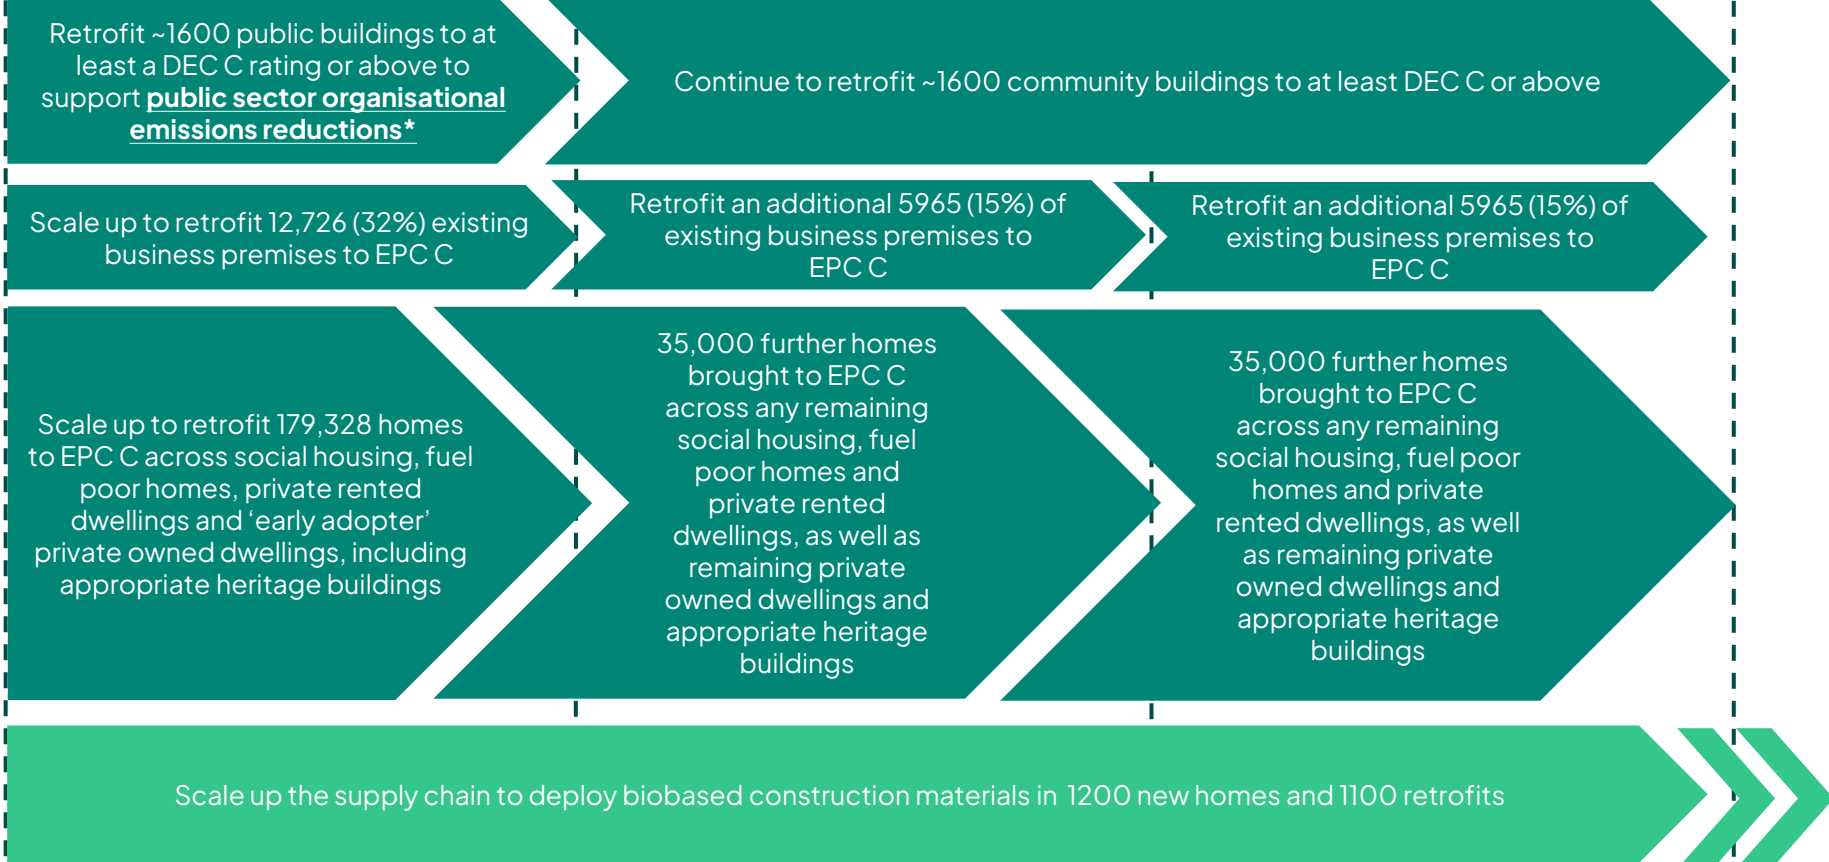 Retrofit ~1600 public buildings to at
least a DEC C rating or above to
support public sector organisational
emissions reductions*
Continue to retrofit ~1600 community buildings to at least DEC C or above
Scale up to retrofit 12,726 (32%) existing
business premises to EPC C
Retrofit an additional 5965 (15%) of
existing business premises to
EPC C
Retrofit an additional 5965 (15%) of
existing business premises to
EPC C
Scale up to retrofit 179,328 homes
to EPC C across social housing, fuel
poor homes, private rented
dwellings and ‘early adopter’
private owned dwellings, including
appropriate heritage buildings
35,000 further homes
brought to EPC C
across any remaining
social housing, fuel
poor homes and
private rented
dwellings, as well as
remaining private
owned dwellings and
appropriate heritage
buildings
35,000 further homes
brought to EPC C
across any remaining
social housing, fuel poor
homes and private
rented dwellings, as well
as remaining private
owned dwellings and
appropriate heritage
buildings
Scale up the supply chain to deploy biobased construction materials in 1200 new homes and 1100 retrofits